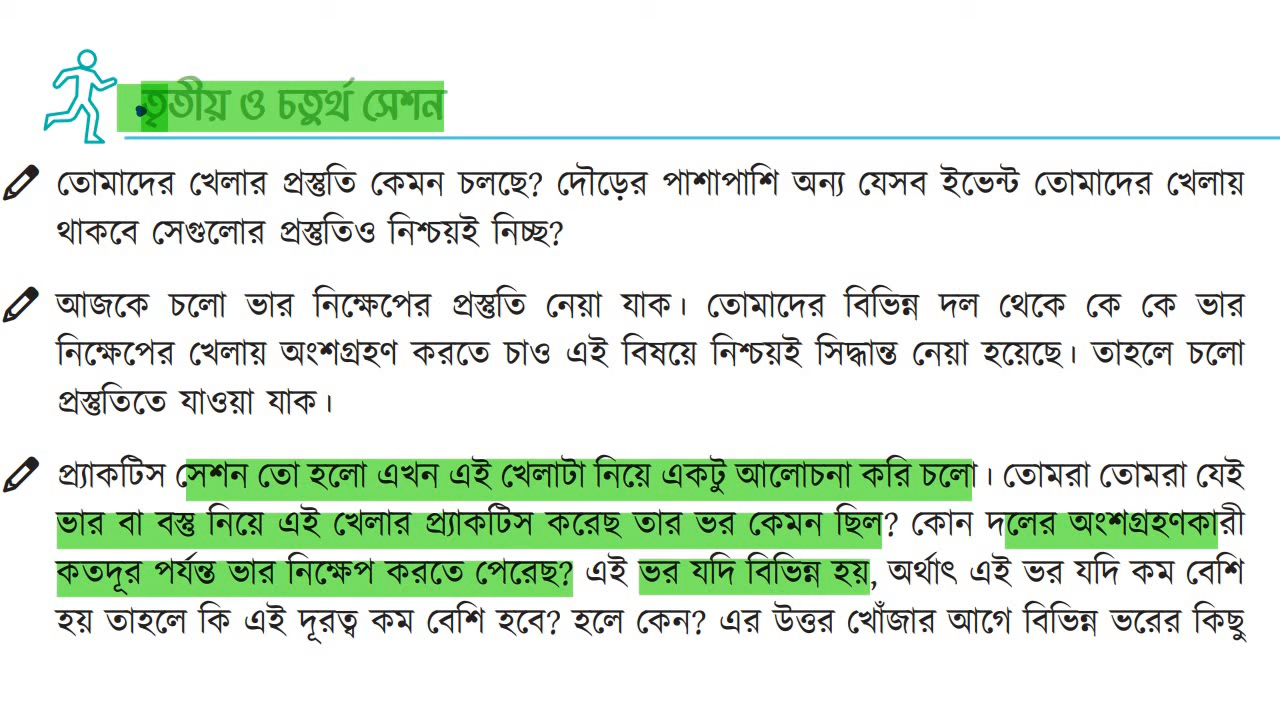 তৃতীয় ও চতুর্থ সেশন
তোমাদের খেলার প্রস্তুতি কেমন চলছে? দৌড়ের পাশাপাশি অন্য যেসব ইভেন্ট তোমাদের খেলায়
থাকবে সেগুলোর প্রস্তুতিও নিশ্চয়ই নিচ্ছ?
আজকে চলো ভার নিক্ষেপের প্রস্তুতি নেয়া যাক। তোমাদের বিভিন্ন দল থেকে কে কে ভার
নিক্ষেপের খেলায় অংশগ্রহণ করতে চাও এই বিষয়ে নিশ্চয়ই সিদ্ধান্ত নেয়া হয়েছে। তাহলে চলো
প্রস্তুতিতে যাওয়া যাক।
প্র্যাকটিস সেশন তো হলো এখন এই খেলাটা নিয়ে একটু আলোচনা করি চলো। তোমরা তোমরা যেই
ভার বা বস্তু নিয়ে এই খেলার প্র্যাকটিস করেছ তার ভর কেমন ছিল? কোন দলের অংশগ্রহণকারী
কতদূর পর্যন্ত ভার নিক্ষেপ করতে পেরেছ? এই ভর যদি বিভিন্ন হয়, অর্থাৎ এই ভর যদি কম বেশি
হয় তাহলে কি এই দূরত্ব কম বেশি হবে? হলে কেন? এর উত্তর খোঁজার আগে বিভিন্ন ভরের কিছু